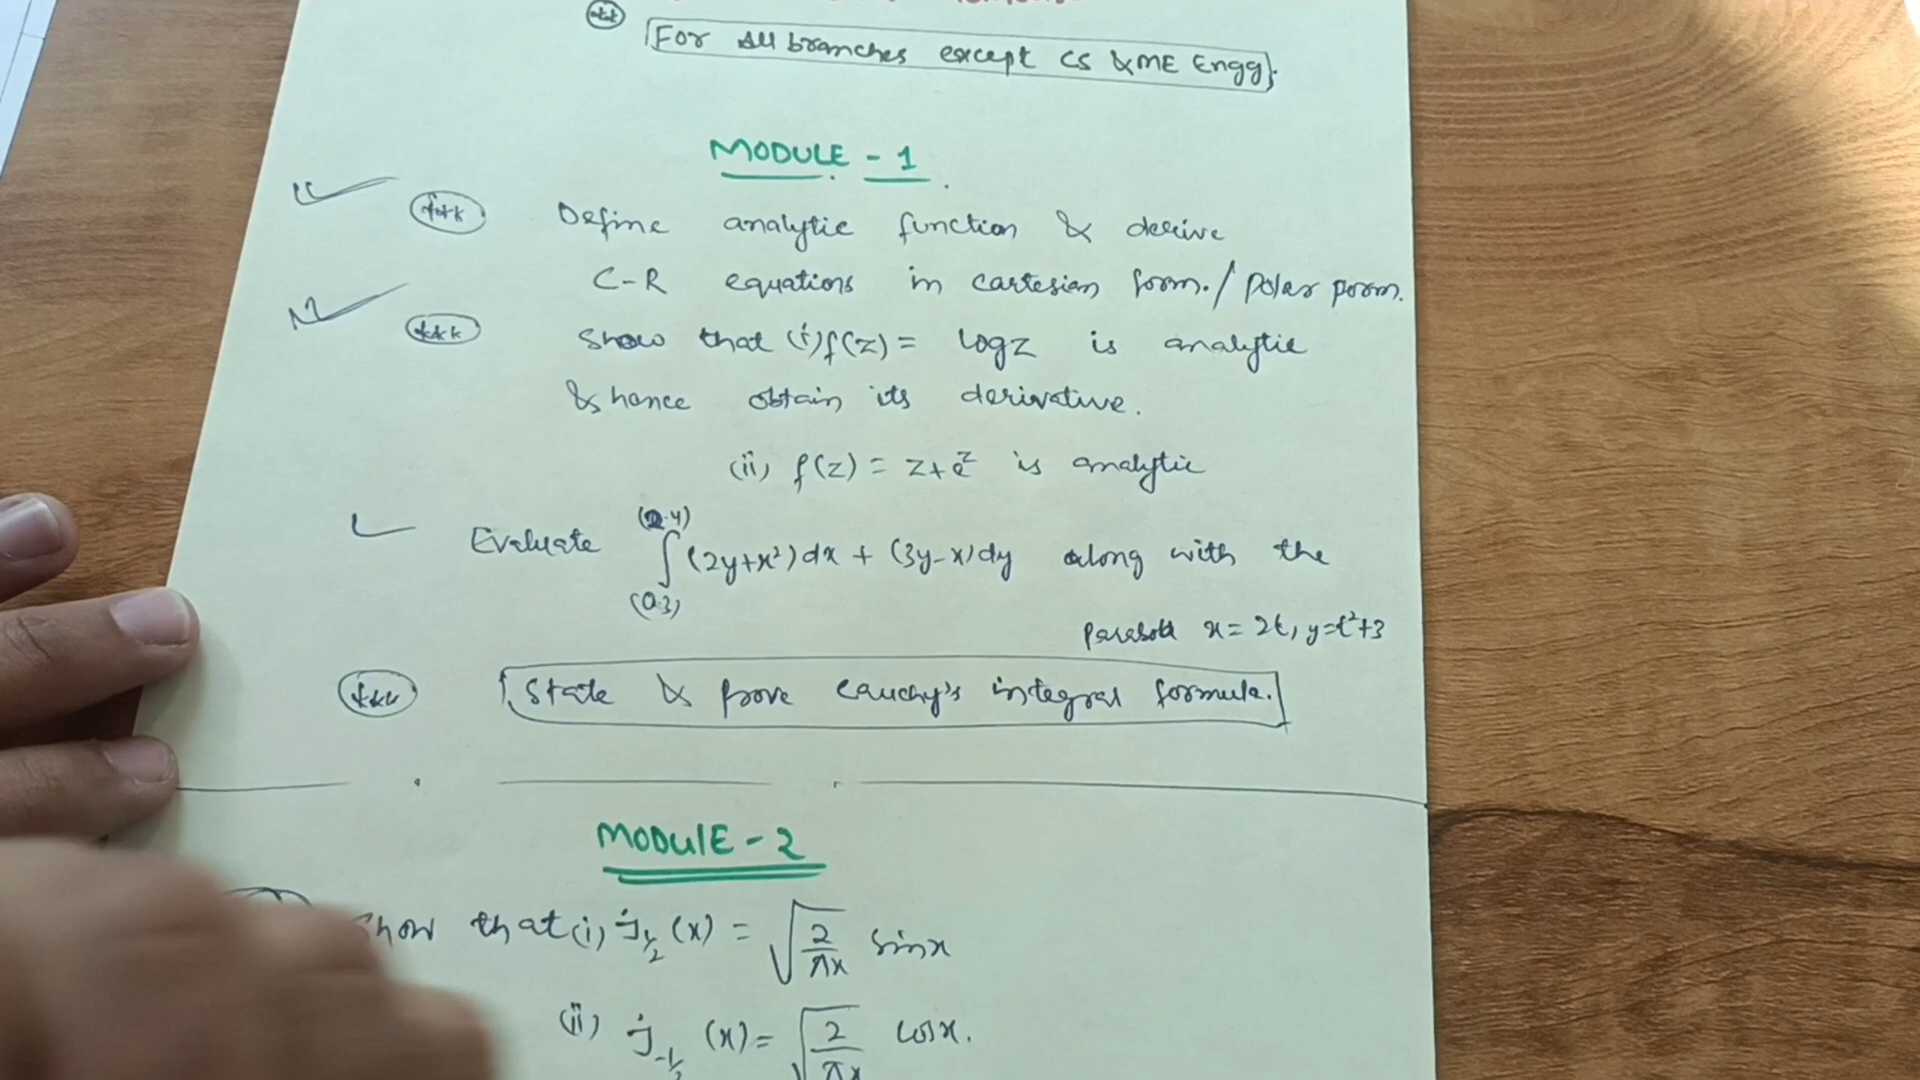 For All branches except CS & ME Engg.
MODULE - 1
*** Define analytic function & derive
C-R equations in cartesian form. / Polar form.
*** Show that (i) f(z) = log z is analytic
& hence obtain its derivative.
(ii) f(z) = z + e^z is analytic
Evaluate ∫ (0.3) (2.4) (2y+x²)dx + (3y-x)dy along with the
x = 2t, y = t²+3
State & prove Cauchy's integral formula.
MODULE - 2
Show that (i) J_{1/2} (x) = √(2/πx) sinx
(ii) J_{-1/2} (x) = √(2/πx) cosx.